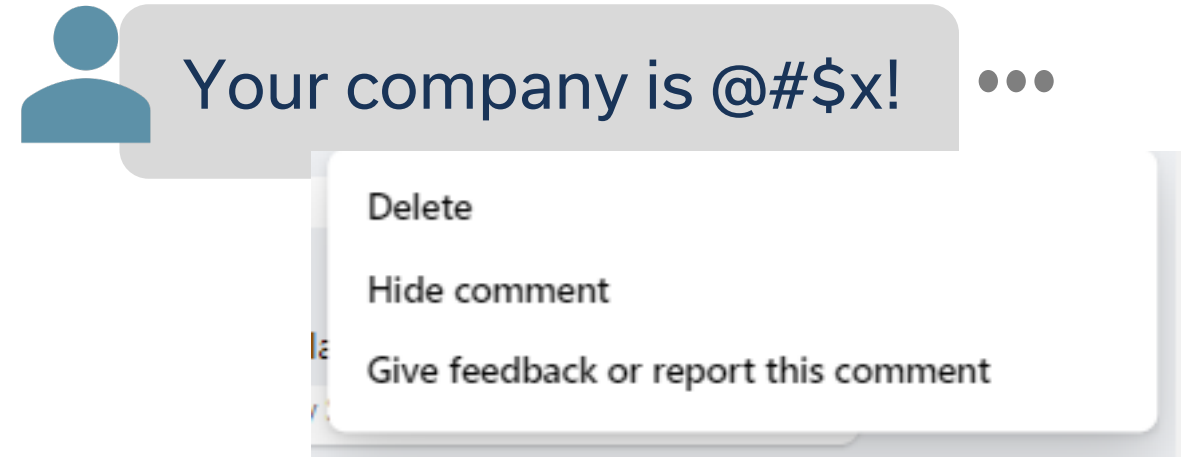 Your company is @#$x!
Delete
Hide comment
Give feedback or report this comment